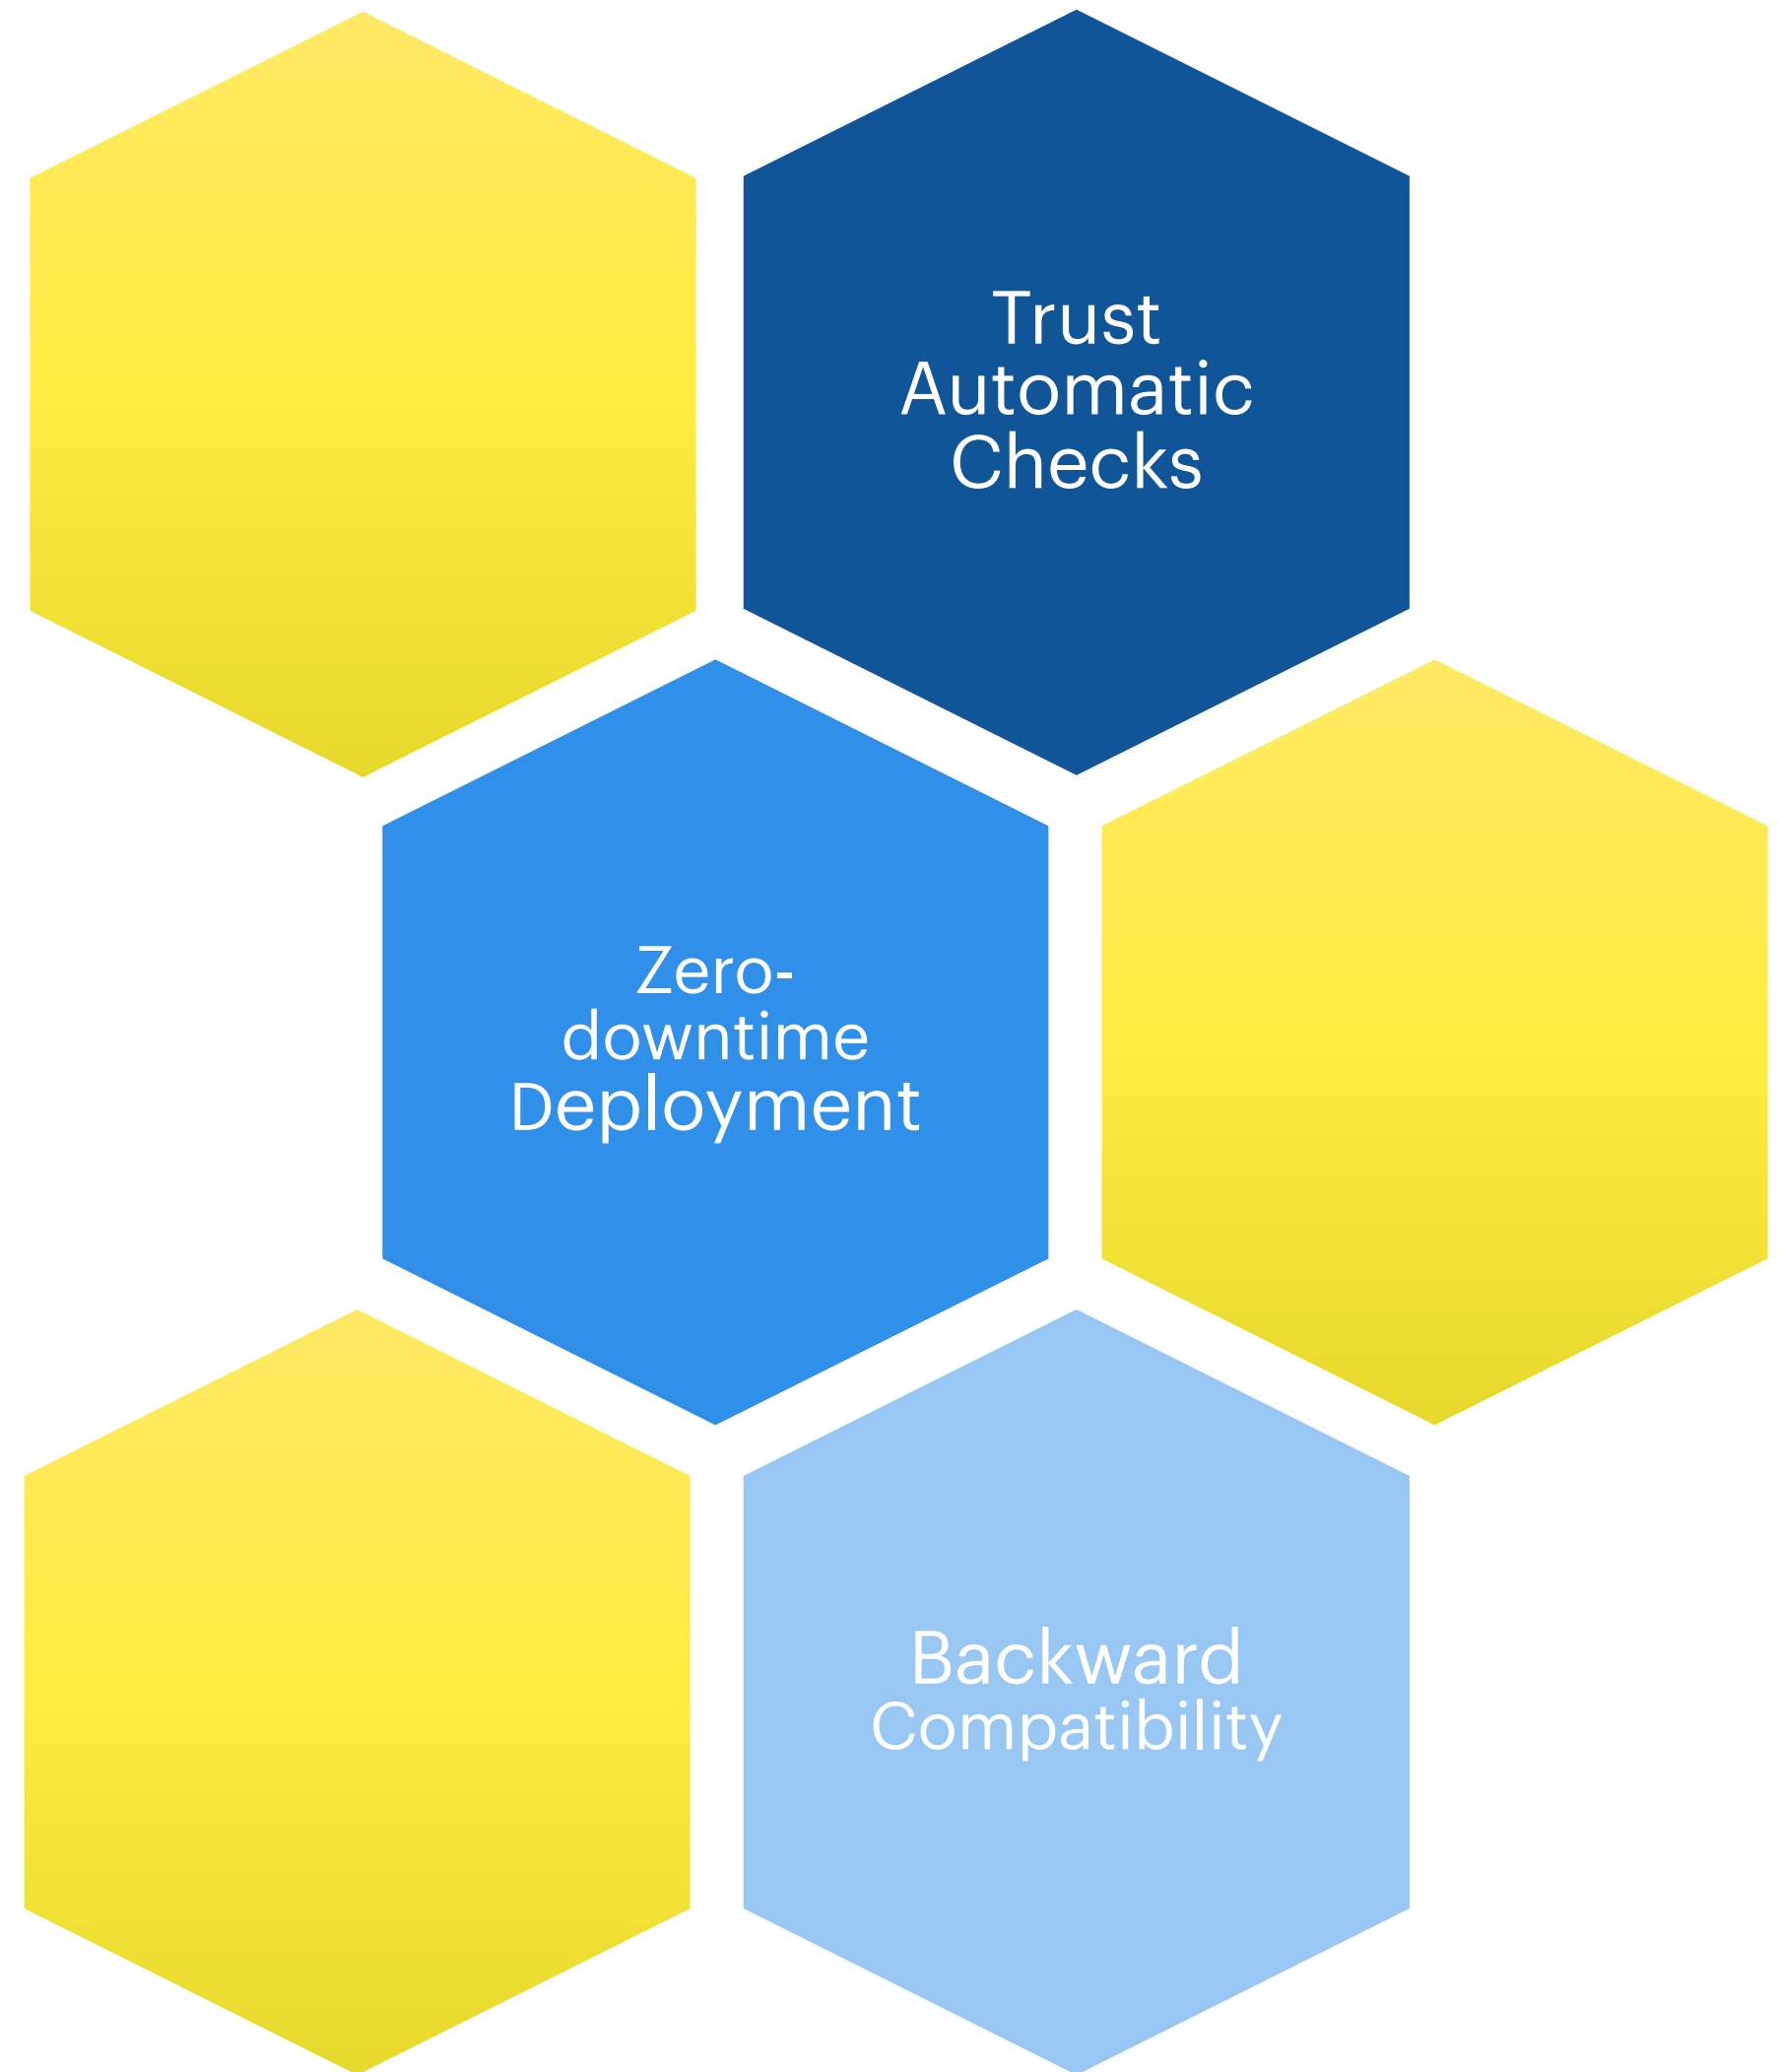 Trust
Automatic
Checks
Zero-
downtime
Deployment
Backward
Compatibility